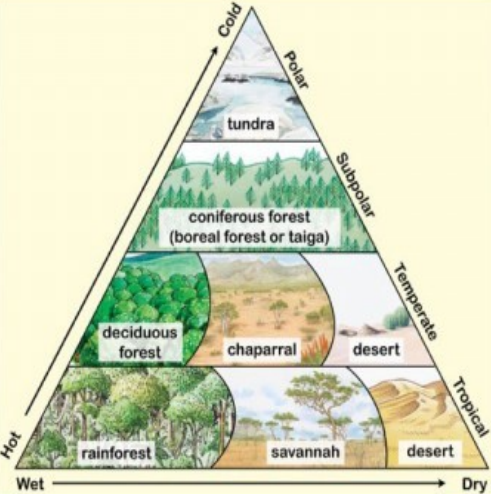 Cold
Polar
tundra
Subpolar
coniferous forest
(boreal forest or taiga)
Temperate
deciduous
forest
chaparral
desert
Tropical
rainforest
savannah
desert
Hot
Wet
Dry